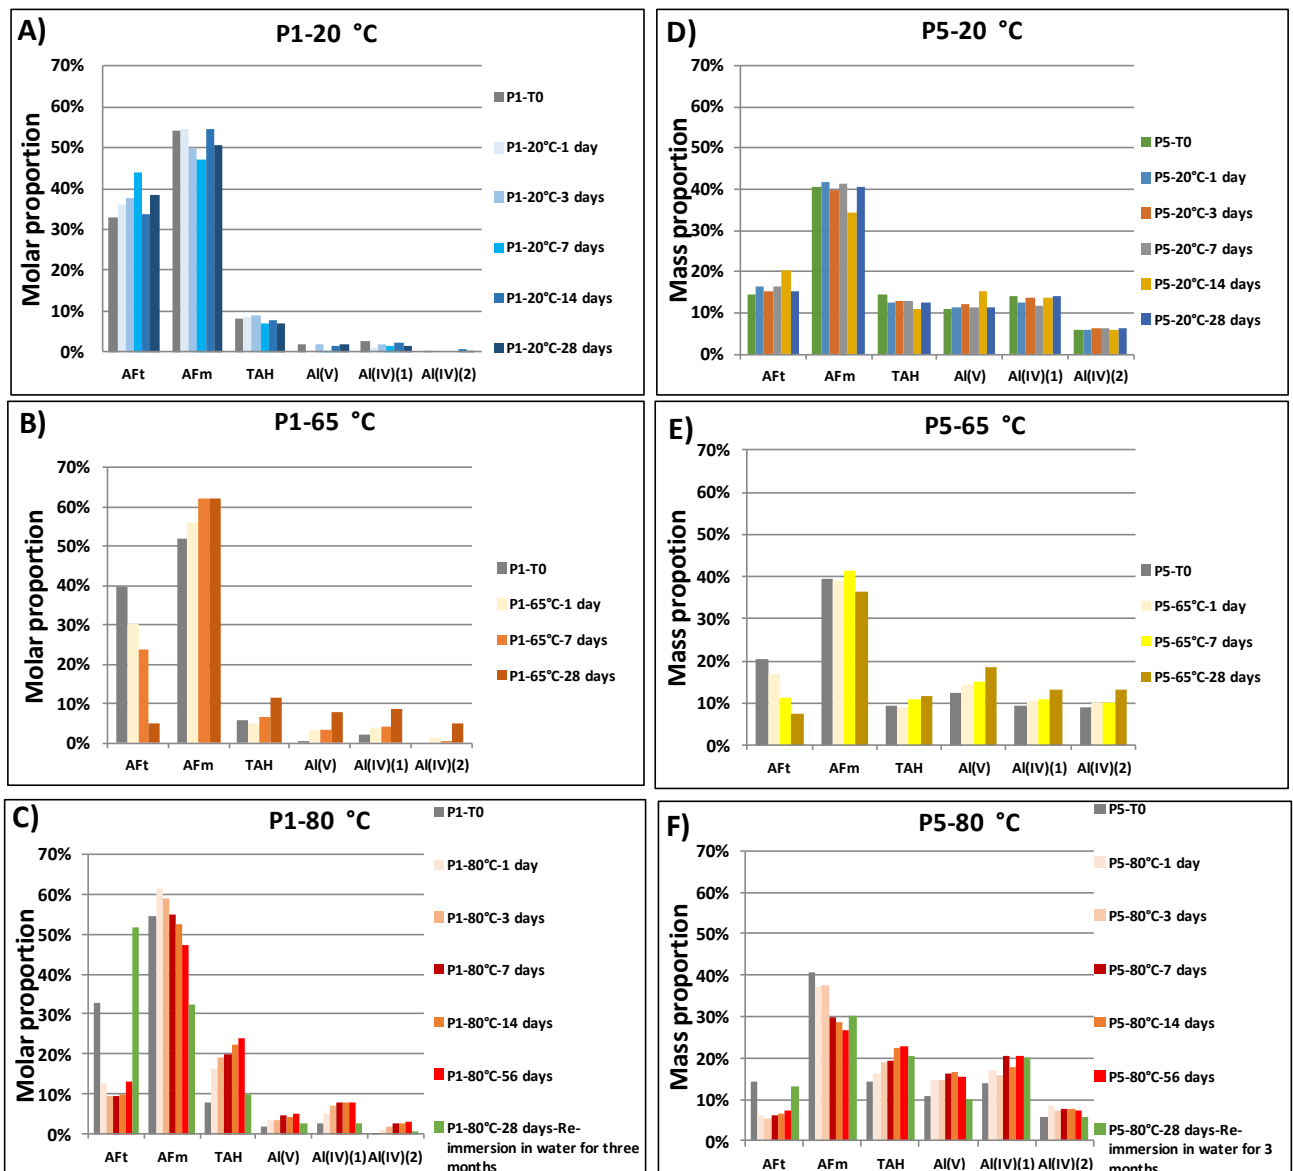 A)
P1-20 °C
Molar proportion
70%
60%
50%
40%
30%
20%
10%
0%
AFt AFm TAH Al(V) Al(IV)(1) Al(IV)(2)
P1-T0
P1-20°C-1 day
P1-20°C-3 days
P1-20°C-7 days
P1-20°C-14 days
P1-20°C-28 days
D)
P5-20 °C
Mass proportion
70%
60%
50%
40%
30%
20%
10%
0%
AFt AFm TAH Al(V) Al(IV)(1) Al(IV)(2)
P5-T0
P5-20°C-1 day
P5-20°C-3 days
P5-20°C-7 days
P5-20°C-14 days
P5-20°C-28 days
B)
P1-65 °C
Molar proportion
70%
60%
50%
40%
30%
20%
10%
0%
AFt AFm TAH Al(V) Al(IV)(1) Al(IV)(2)
P1-T0
P1-65°C-1 day
P1-65°C-7 days
P1-65°C-28 days
E)
P5-65 °C
Mass propotion
70%
60%
50%
40%
30%
20%
10%
0%
AFt AFm TAH Al(V) Al(IV)(1) Al(IV)(2)
P5-T0
P5-65°C-1 day
P5-65°C-7 days
P5-65°C-28 days
C)
P1-80 °C
Molar proportion
70%
60%
50%
40%
30%
20%
10%
0%
AFt AFm TAH Al(V) Al(IV)(1) Al(IV)(2)
P1-T0
P1-80°C-1 day
P1-80°C-3 days
P1-80°C-7 days
P1-80°C-14 days
P1-80°C-56 days
P1-80°C-28 days-Re-
immersion in water for three
months
F)
P5-80 °C
Mass proportion
70%
60%
50%
40%
30%
20%
10%
0%
AFt AFm TAH Al(V) Al(IV)(1) Al(IV)(2)
P5-T0
P5-80°C-1 day
P5-80°C-3 days
P5-80°C-7 days
P5-80°C-14 days
P5-80°C-56 days
P5-80°C-28 days-Re-
immersion in water for 3
months